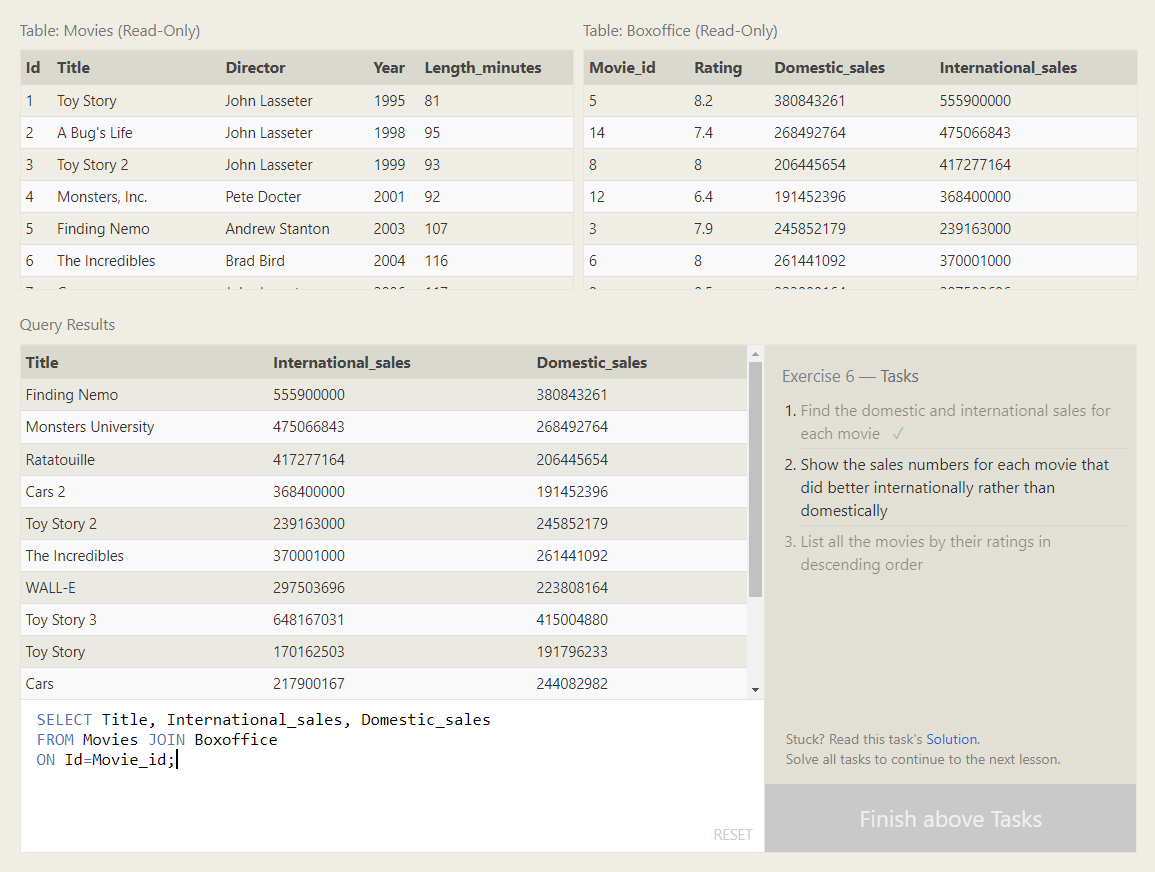 Table: Movies (Read-Only)
Id Title Director Year Length_minutes
1 Toy Story John Lasseter 1995 81
2 A Bug's Life John Lasseter 1998 95
3 Toy Story 2 John Lasseter 1999 93
4 Monsters, Inc. Pete Docter 2001 92
5 Finding Nemo Andrew Stanton 2003 107
6 The Incredibles Brad Bird 2004 116
Table: Boxoffice (Read-Only)
Movie_id Rating Domestic_sales International_sales
5 8.2 380843261 555900000
14 7.4 268492764 475066843
8 8 206445654 417277164
12 6.4 191452396 368400000
3 7.9 245852179 239163000
6 8 261441092 370001000
Query Results
Title International_sales Domestic_sales
Finding Nemo 555900000 380843261
Monsters University 475066843 268492764
Ratatouille 417277164 206445654
Cars 2 368400000 191452396
Toy Story 2 239163000 245852179
The Incredibles 370001000 261441092
WALL-E 297503696 223808164
Toy Story 3 648167031 415004880
Toy Story 170162503 191796233
Cars 217900167 244082982
SELECT Title, International_sales, Domestic_sales
FROM Movies JOIN Boxoffice
ON Id=Movie_id;
RESET
Exercise 6 — Tasks
1. Find the domestic and international sales for
each movie ✓
2. Show the sales numbers for each movie that
did better internationally rather than
domestically
3. List all the movies by their ratings in
descending order
Stuck? Read this task's Solution.
Solve all tasks to continue to the next lesson.
Finish above Tasks